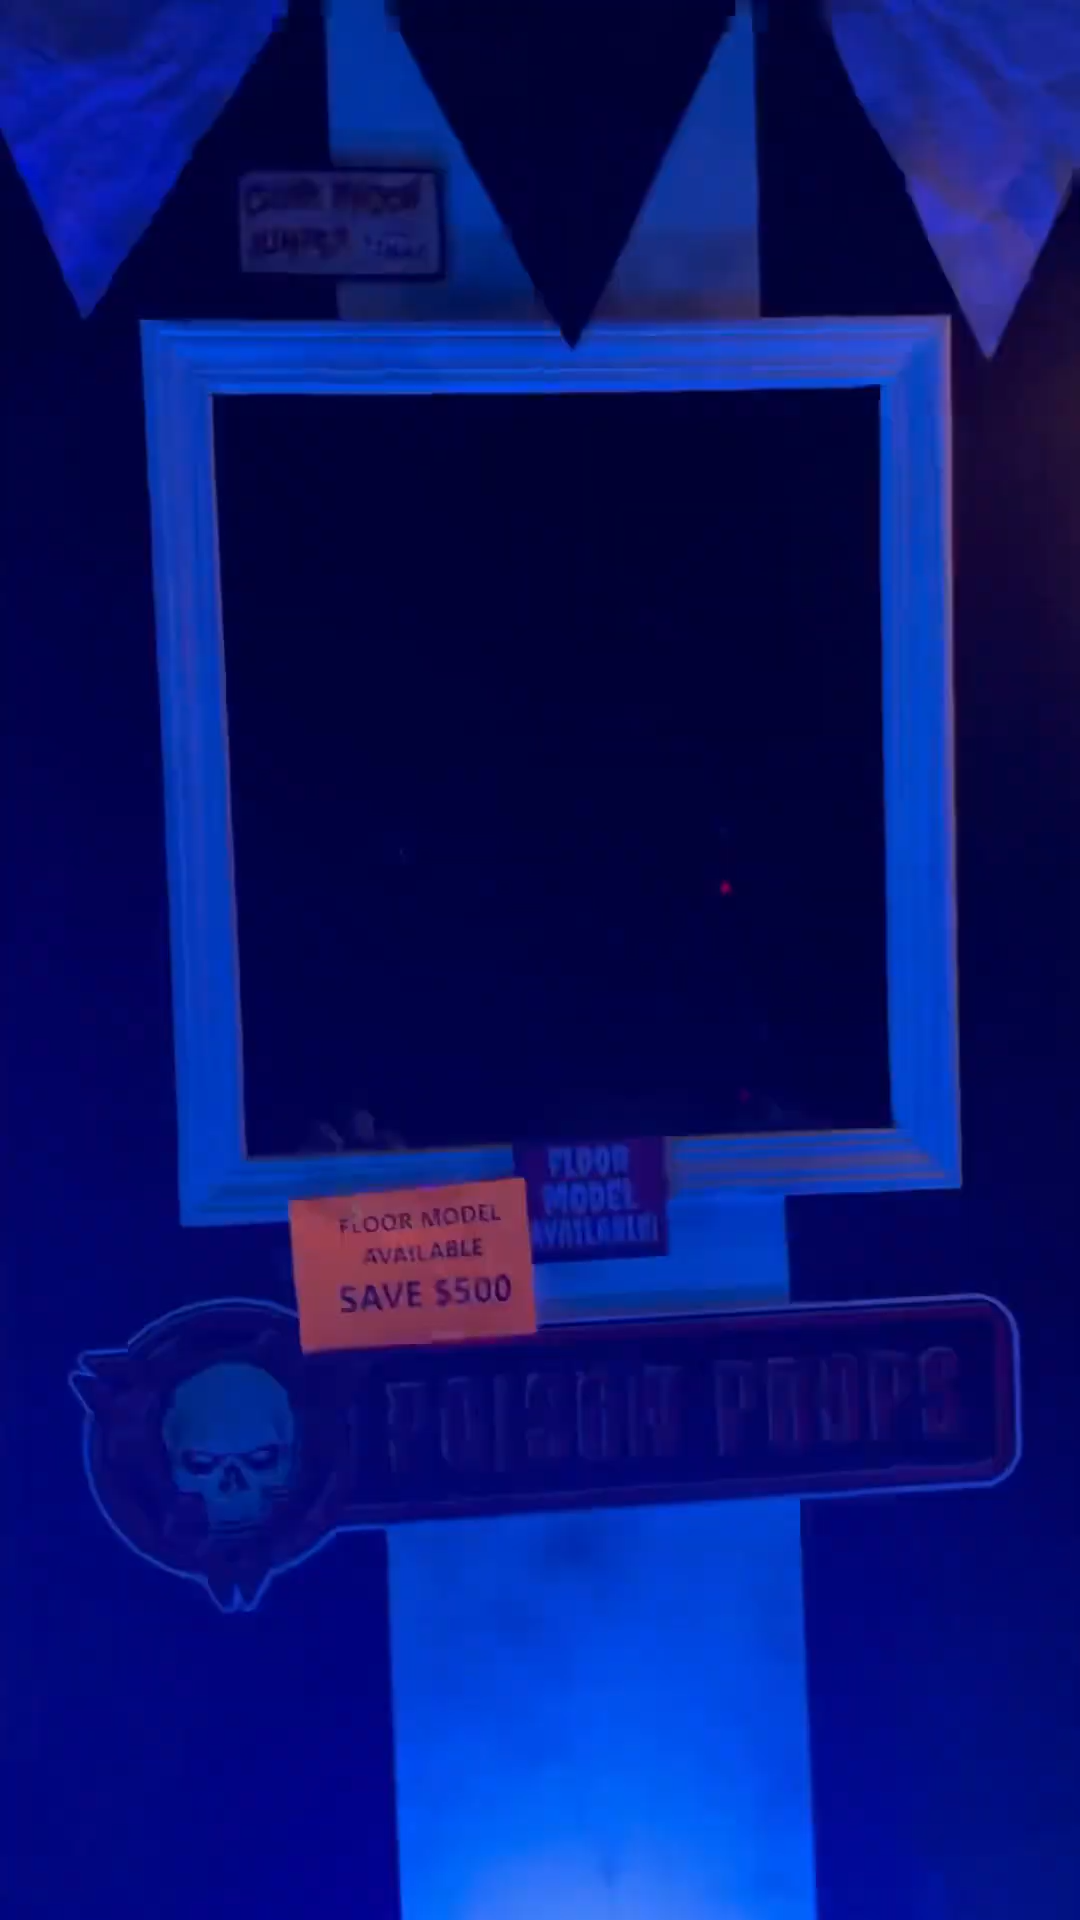 FLOOR
MODEL
AVAILABLE!
FLOOR MODEL
AVAILABLE
SAVE $500
POISON PROPS